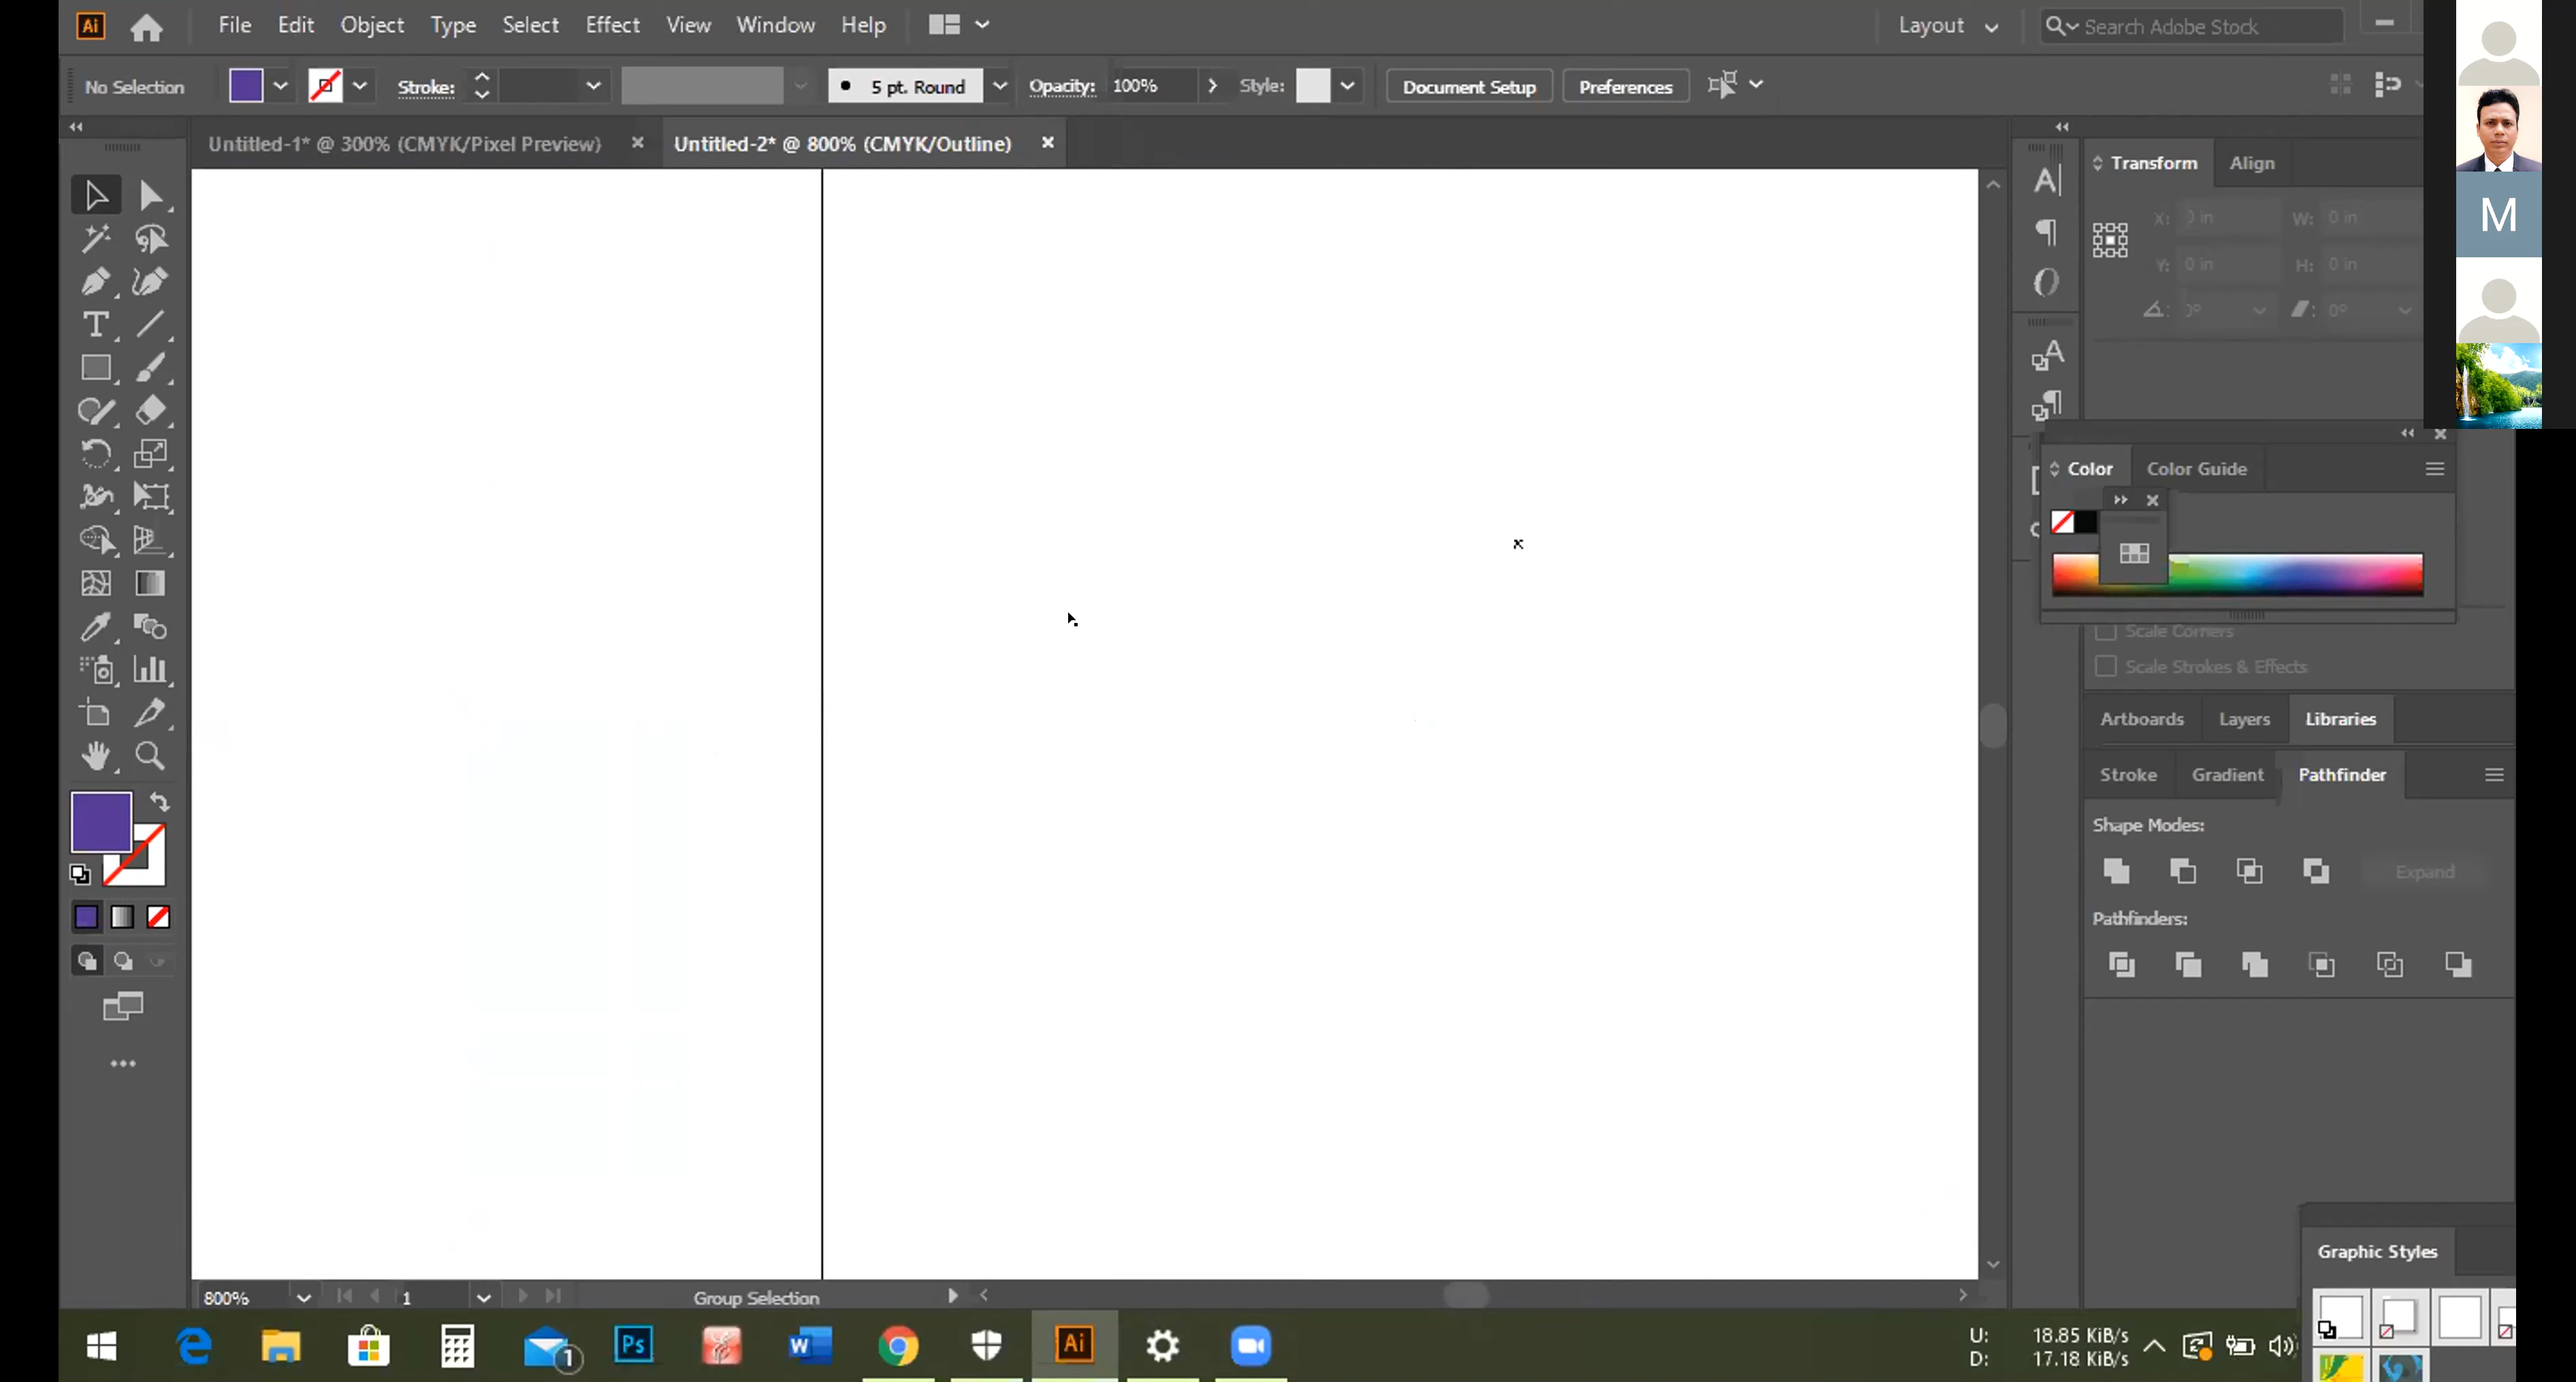 Ai File Edit Object Type Select Effect View Window Help Layout Search Adobe Stock
No Selection Stroke: 5 pt. Round Opacity: 100% Style: Document Setup Preferences
Untitled-1* @ 300% (CMYK/Pixel Preview) × Untitled-2* @ 800% (CMYK/Outline) ×
Transform Align
X: 0 in W: 0 in
Y: 0 in H: 0 in
0° 0°
M
Color Color Guide
Scale Corners
Scale Strokes & Effects
Artboards Layers Libraries
Stroke Gradient Pathfinder
Shape Modes:
Expand
Pathfinders:
Graphic Styles
800% 1 Group Selection
1 Ps W Ai
U: 18.85 KiB/s
D: 17.18 KiB/s